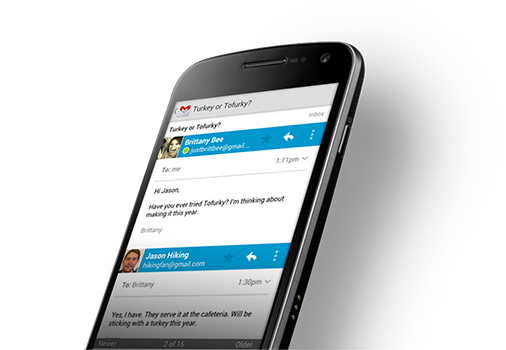 Turkey or Tofurky?
Inbox
Turkey or Tofurky?
Brittany Bee
justbrittbee@gmail...
1:11pm
To: me
Hi Jason,
Have you ever tried Tofurky? I'm thinking about
making it this year.
Brittany
Jason Hiking
hikingfan@gmail.com
To: Brittany
1:30pm
Yes, I have. They serve it at the cafeteria. Will be
sticking with a turkey this year.
Newer
2 of 16
Older